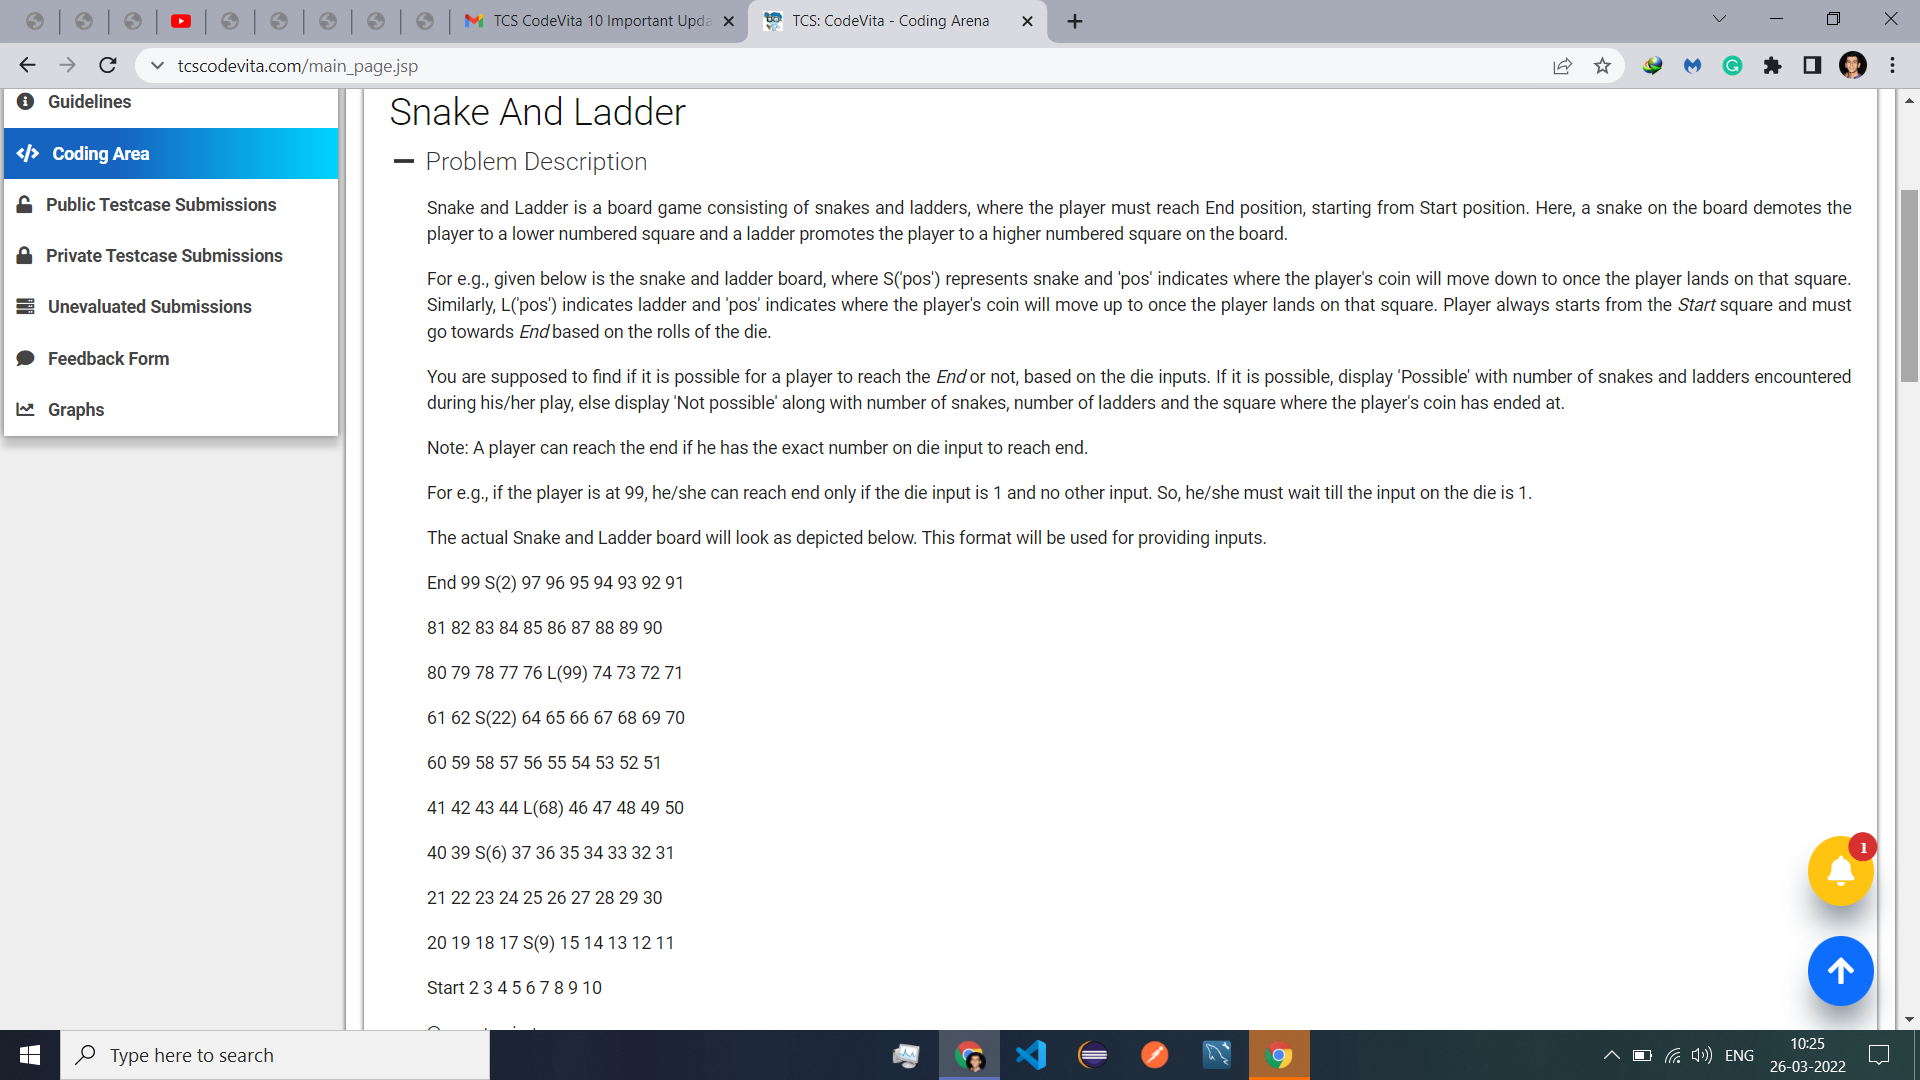 TCS CodeVita 10 Important Upda
TCS: CodeVita - Coding Arena
tcscodevita.com/main_page.jsp
Guidelines
Coding Area
Public Testcase Submissions
Private Testcase Submissions
Unevaluated Submissions
Feedback Form
Graphs
Snake And Ladder
Problem Description
Snake and Ladder is a board game consisting of snakes and ladders, where the player must reach End position, starting from Start position. Here, a snake on the board demotes the
player to a lower numbered square and a ladder promotes the player to a higher numbered square on the board.
For e.g., given below is the snake and ladder board, where S('pos') represents snake and 'pos' indicates where the player's coin will move down to once the player lands on that square.
Similarly, L('pos') indicates ladder and 'pos' indicates where the player's coin will move up to once the player lands on that square. Player always starts from the Start square and must
go towards End based on the rolls of the die.
You are supposed to find if it is possible for a player to reach the End or not, based on the die inputs. If it is possible, display 'Possible' with number of snakes and ladders encountered
during his/her play, else display 'Not possible' along with number of snakes, number of ladders and the square where the player's coin has ended at.
Note: A player can reach the end if he has the exact number on die input to reach end.
For e.g., if the player is at 99, he/she can reach end only if the die input is 1 and no other input. So, he/she must wait till the input on the die is 1.
The actual Snake and Ladder board will look as depicted below. This format will be used for providing inputs.
End 99 S(2) 97 96 95 94 93 92 91
81 82 83 84 85 86 87 88 89 90
80 79 78 77 76 L(99) 74 73 72 71
61 62 S(22) 64 65 66 67 68 69 70
60 59 58 57 56 55 54 53 52 51
41 42 43 44 L(68) 46 47 48 49 50
40 39 S(6) 37 36 35 34 33 32 31
21 22 23 24 25 26 27 28 29 30
20 19 18 17 S(9) 15 14 13 12 11
Start 2 3 4 5 6 7 8 9 10
1
Type here to search
ENG
10:25
26-03-2022